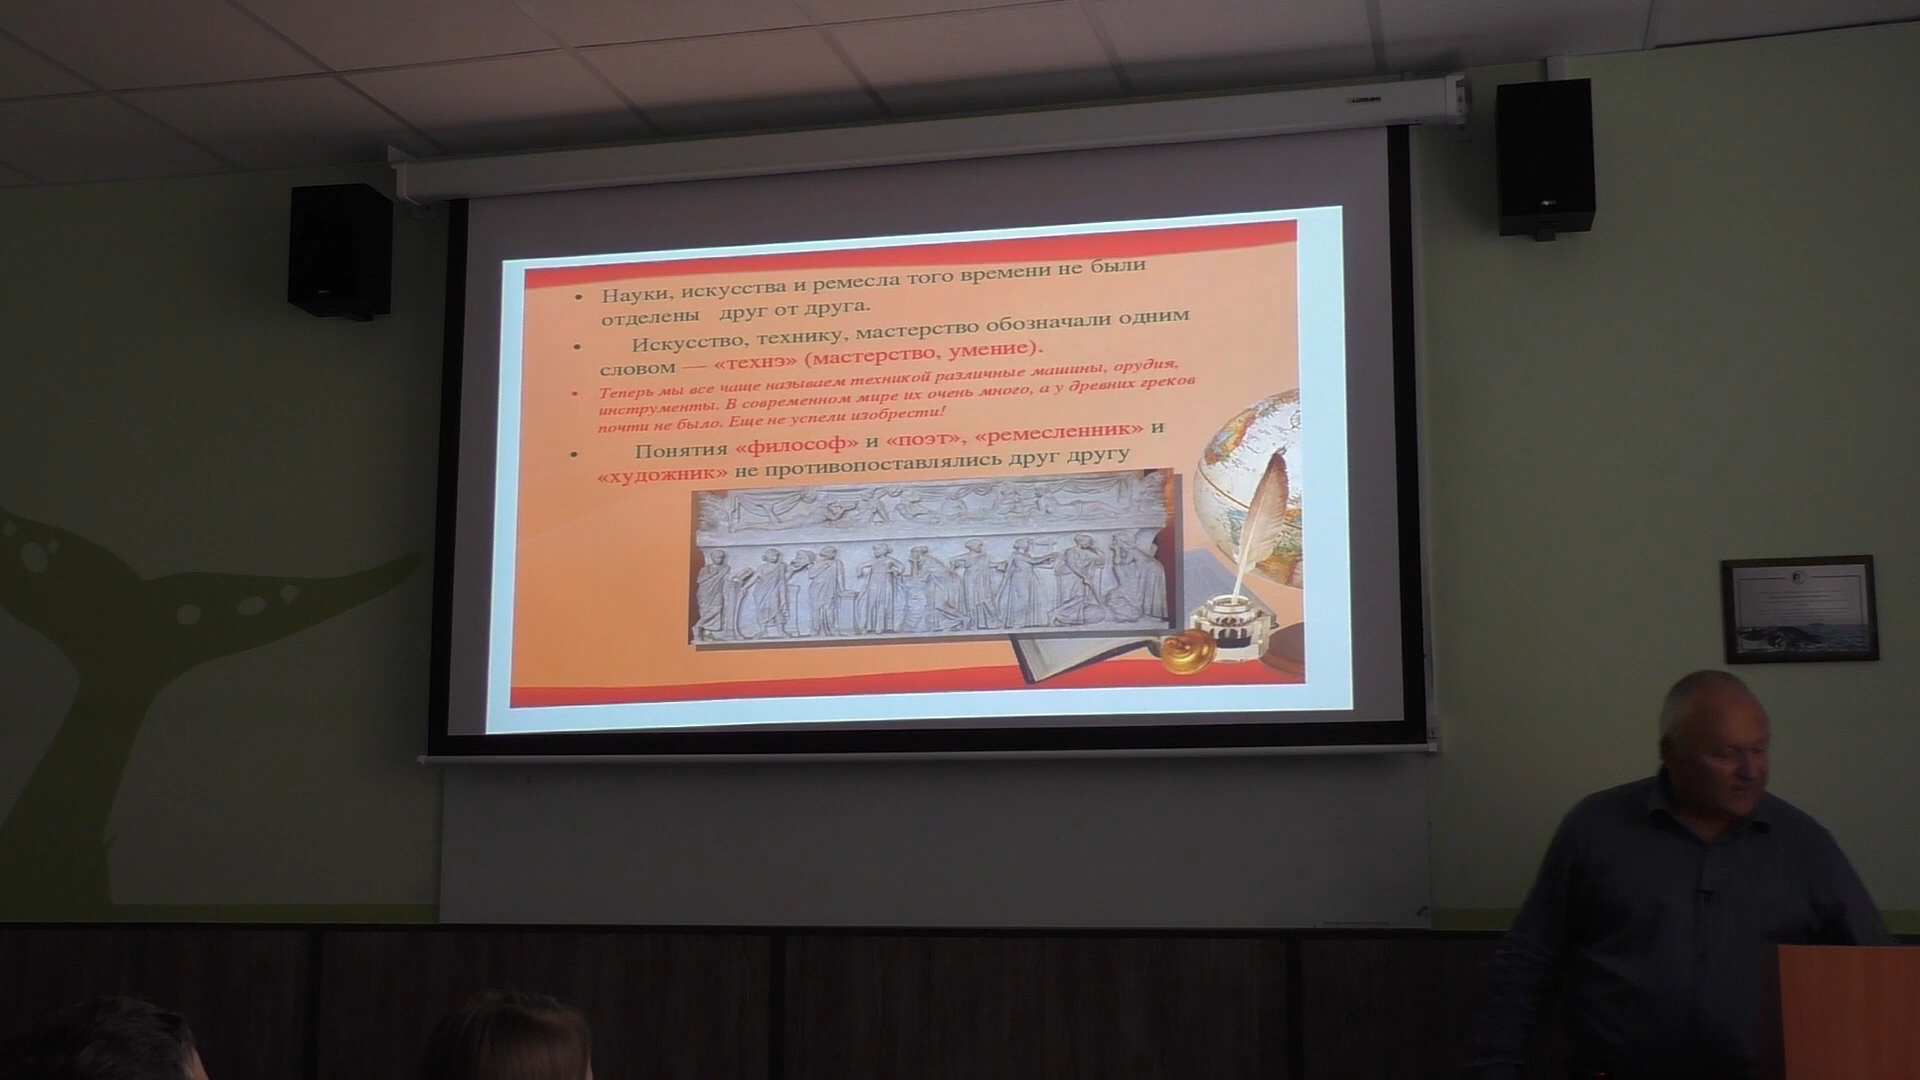 • Науки, искусства и ремесла того времени не были
отделены друг от друга.
• Искусство, технику, мастерство обозначали одним
словом — «технэ» (мастерство, умение).
• Теперь мы все чаще называем техникой различные машины, орудия,
инструменты. В современном мире их очень много, а у древних греков
почти не было. Еще не успели изобрести!
• Понятия «философ» и «поэт», «ремесленник» и
«художник» не противопоставлялись друг другу